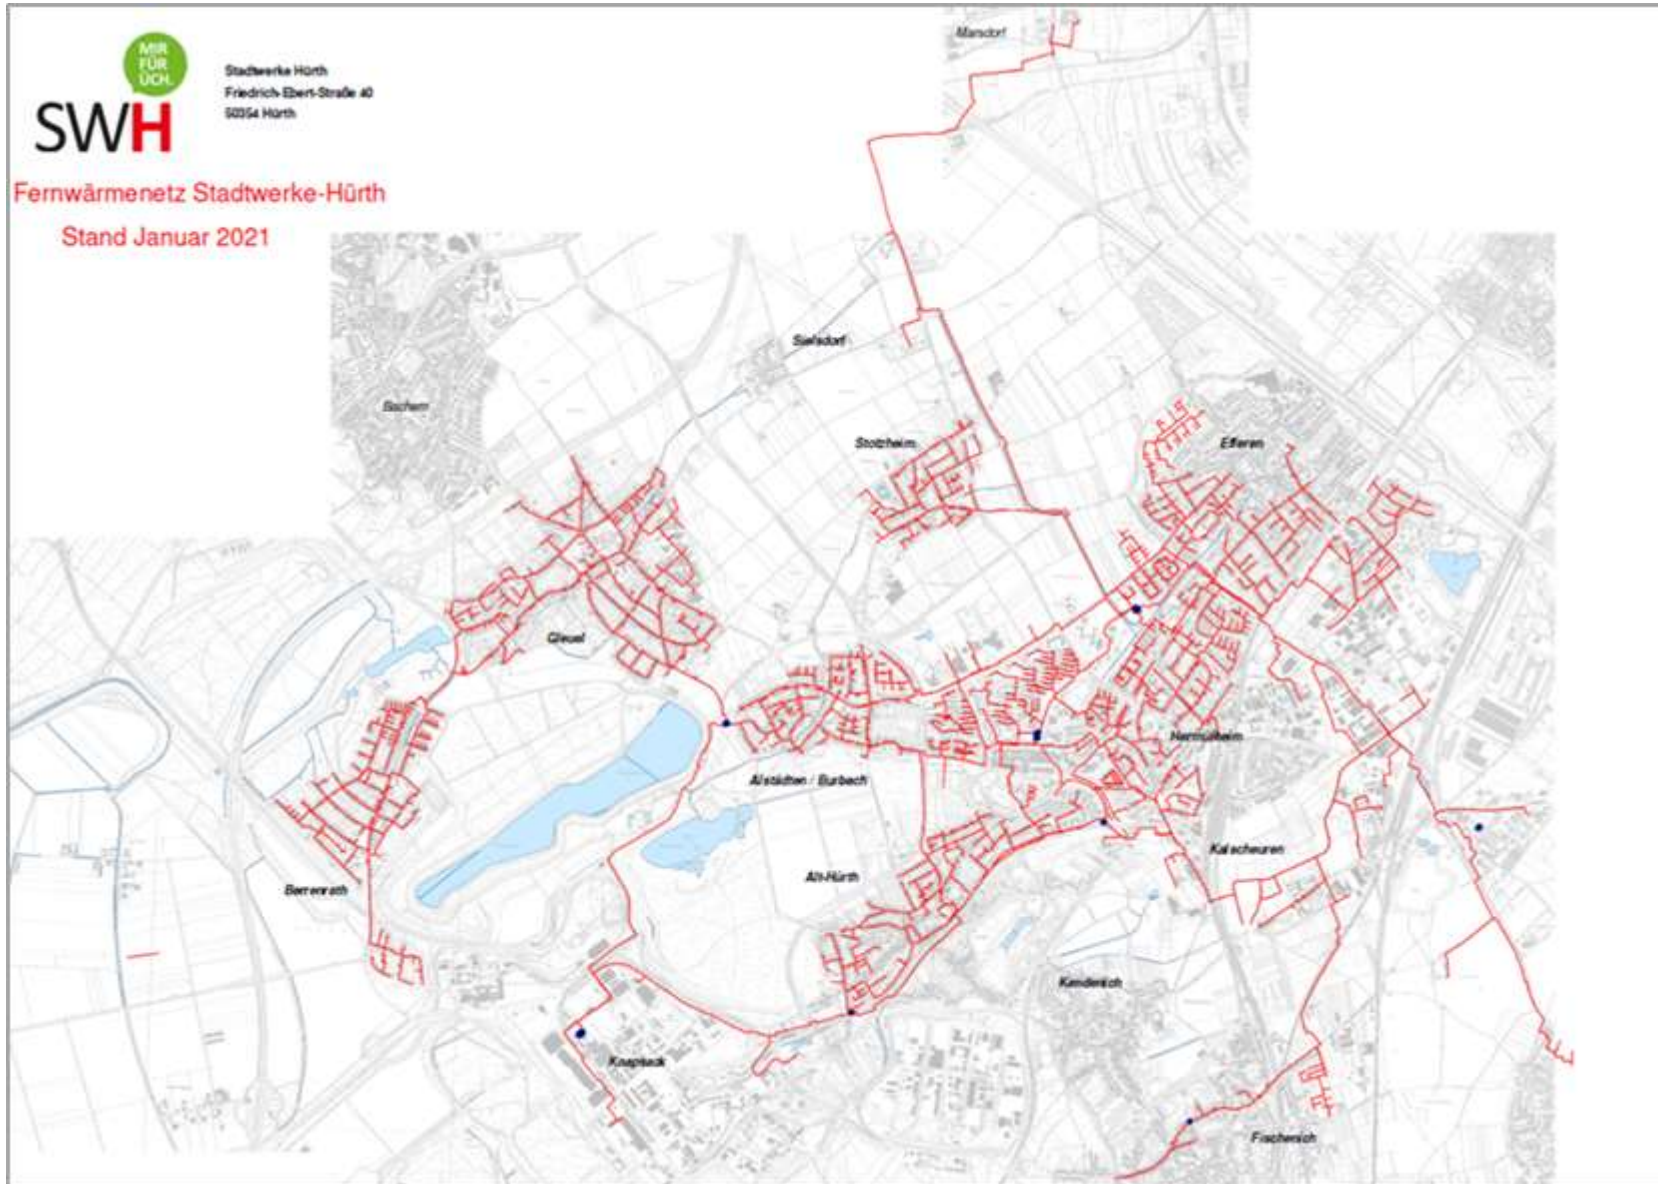 MIR
FÜR
ÜCH.
SWH
Stadtwerke Hürth
Friedrich-Ebert-Straße 40
50354 Hürth
Fernwärmenetz Stadtwerke-Hürth
Stand Januar 2021
Marsdorf
Sielsdorf
Stotzheim
Efferen
Gleuel
Hermülheim
Alstädten / Burbach
Kalscheuren
Alt-Hürth
Berrenrath
Kendenich
Knapsack
Fischenich